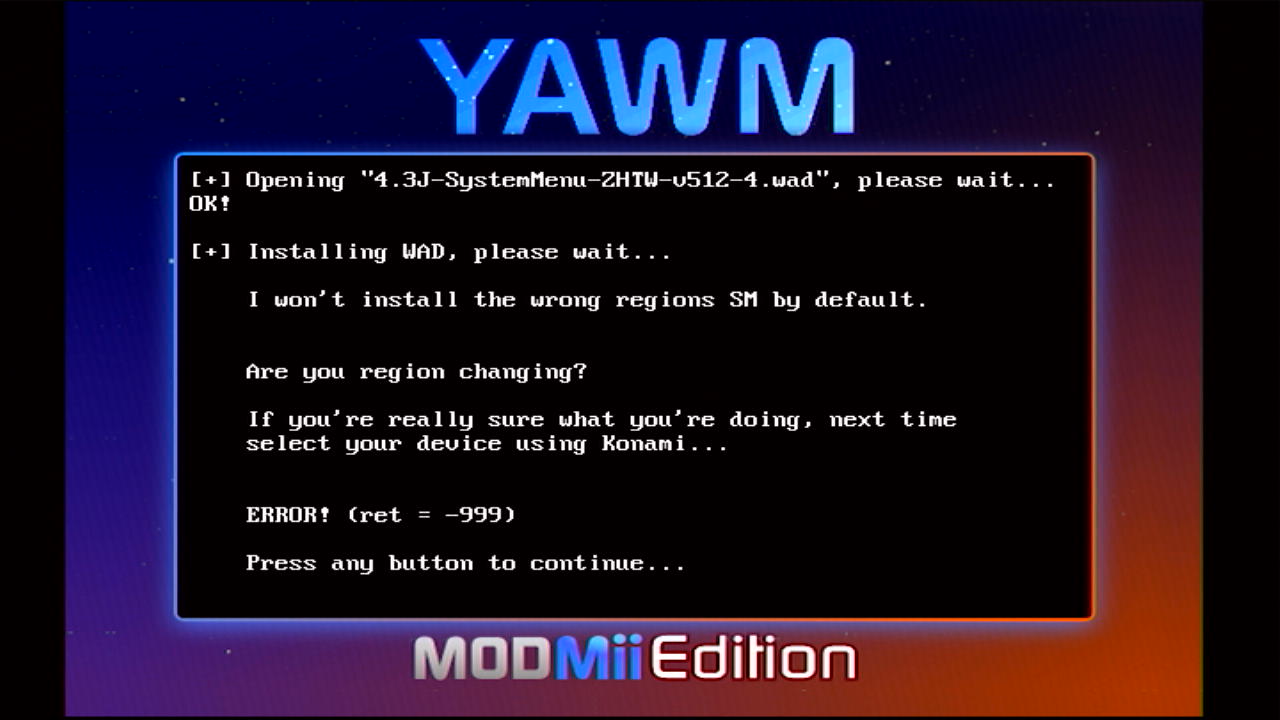 YAWM
[+] Opening "4.3J-SystemMenu-ZHTW-v512-4.wad", please wait...
OK!
[+] Installing WAD, please wait...
I won't install the wrong regions SM by default.
Are you region changing?
If you're really sure what you're doing, next time
select your device using Konami...
ERROR! (ret = -999)
Press any button to continue...
MODMii Edition